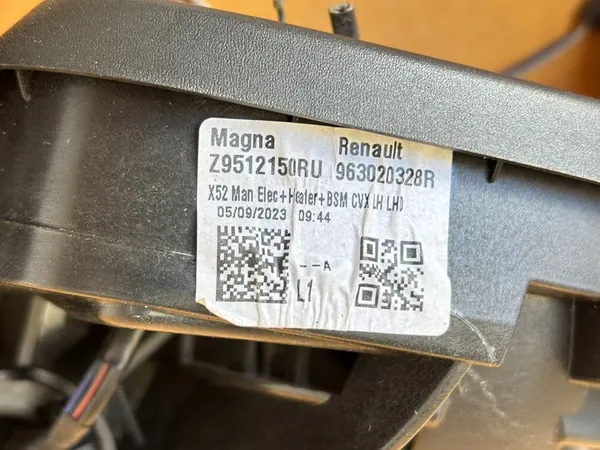 Magna Renault
Z9512150RU 963020328R
X52 Man Elec+Heater+BSM CVX LH LHD
05/09/2023 09:44
--A
L1